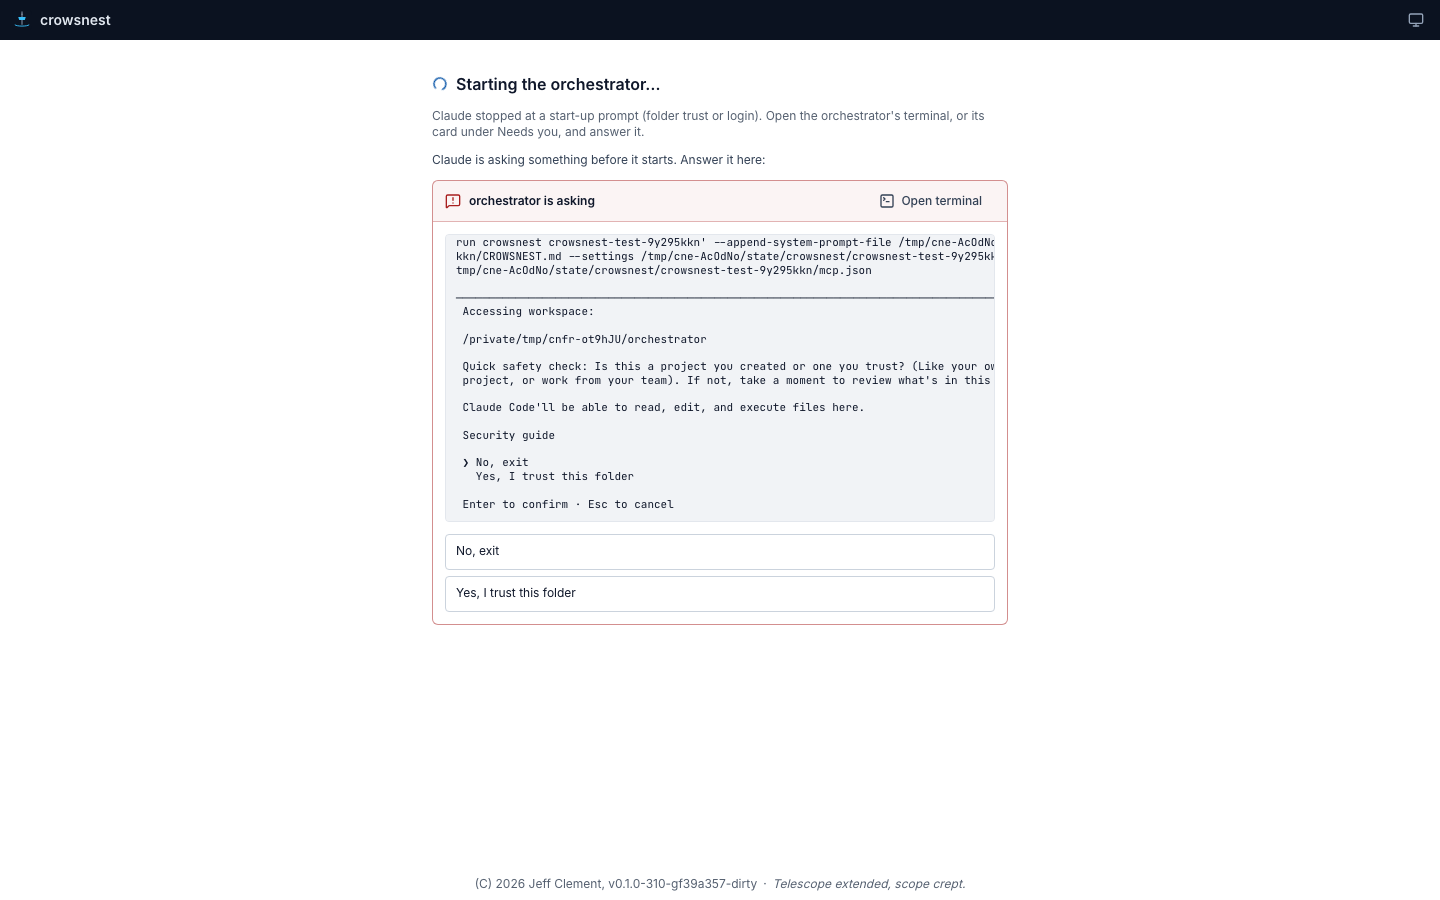 crowsnest
Starting the orchestrator...
Claude stopped at a start-up prompt (folder trust or login). Open the orchestrator's terminal, or its
card under Needs you, and answer it.
Claude is asking something before it starts. Answer it here:
orchestrator is asking
Open terminal
run crowsnest crowsnest-test-9y295kkn' --append-system-prompt-file /tmp/cne-AcOdNo
kkn/CROWSNEST.md --settings /tmp/cne-AcOdNo/state/crowsnest/crowsnest-test-9y295kk
tmp/cne-AcOdNo/state/crowsnest/crowsnest-test-9y295kkn/mcp.json
Accessing workspace:
/private/tmp/cnfr-ot9hJU/orchestrator
Quick safety check: Is this a project you created or one you trust? (Like your ow
project, or work from your team). If not, take a moment to review what's in this
Claude Code'll be able to read, edit, and execute files here.
Security guide
❯ No, exit
Yes, I trust this folder
Enter to confirm · Esc to cancel
No, exit
Yes, I trust this folder
(C) 2026 Jeff Clement, v0.1.0-310-gf39a357-dirty · Telescope extended, scope crept.